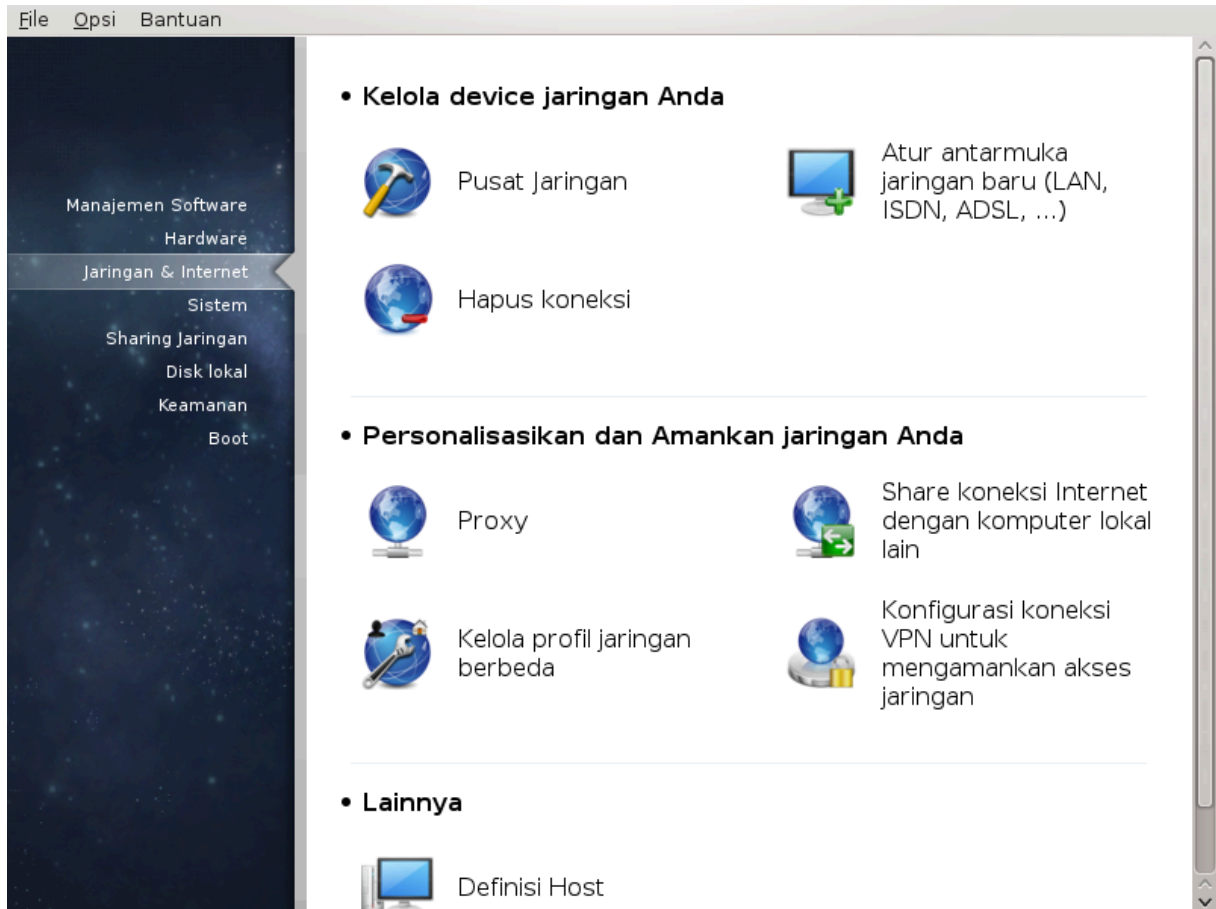 File Opsi Bantuan
Manajemen Software
Hardware
Jaringan & Internet
Sistem
Sharing Jaringan
Disk lokal
Keamanan
Boot
• Kelola device jaringan Anda
Pusat Jaringan
Atur antarmuka
jaringan baru (LAN,
ISDN, ADSL, ...)
Hapus koneksi
• Personalisasikan dan Amankan jaringan Anda
Proxy
Share koneksi Internet
dengan komputer lokal
lain
Kelola profil jaringan
berbeda
Konfigurasi koneksi
VPN untuk
mengamankan akses
jaringan
• Lainnya
Definisi Host